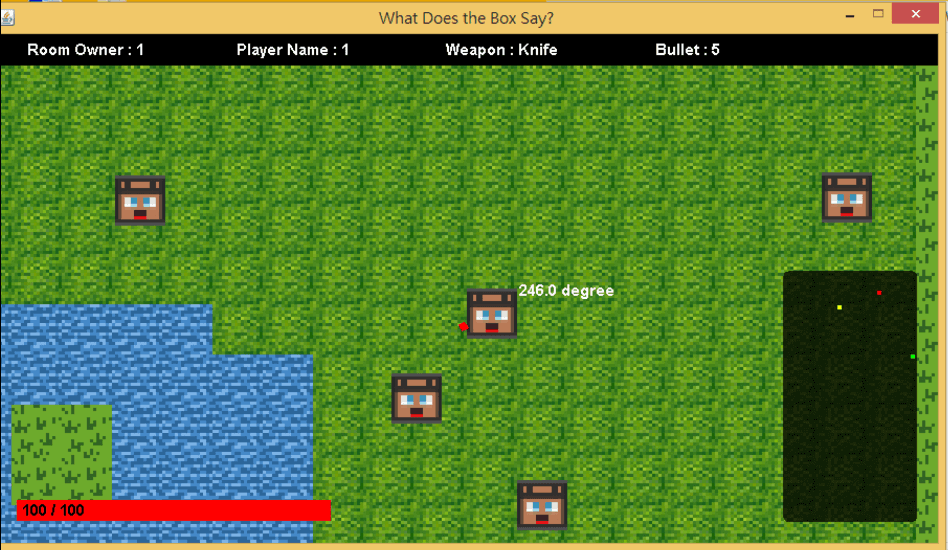 What Does the Box Say?
Room Owner : 1 Player Name : 1 Weapon : Knife Bullet : 5
246.0 degree
100 / 100